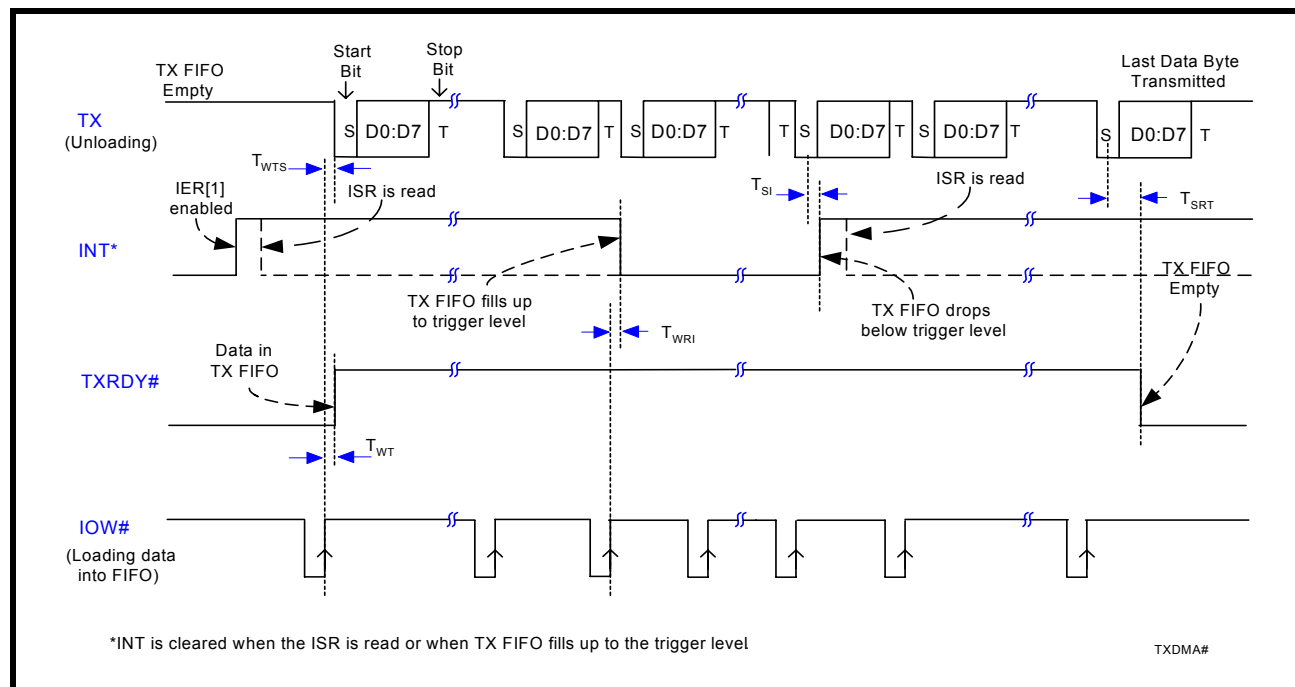 Start
Bit
Stop
Bit
TX FIFO
Empty
Last Data Byte
Transmitted
TX
(Unloading)
S D0:D7 T S D0:D7 T S D0:D7 T T S D0:D7 T S D0:D7 T S D0:D7 T
TWTS
IER[1]
enabled
ISR is read
TSI
ISR is read
TSRT
INT*
TX FIFO fills up
to trigger level
TX FIFO drops
below trigger level
TX FIFO
Empty
TWRI
Data in
TX FIFO
TXRDY#
TWT
IOW#
(Loading data
into FIFO)
*INT is cleared when the ISR is read or when TX FIFO fills up to the trigger level.
TXDMA#